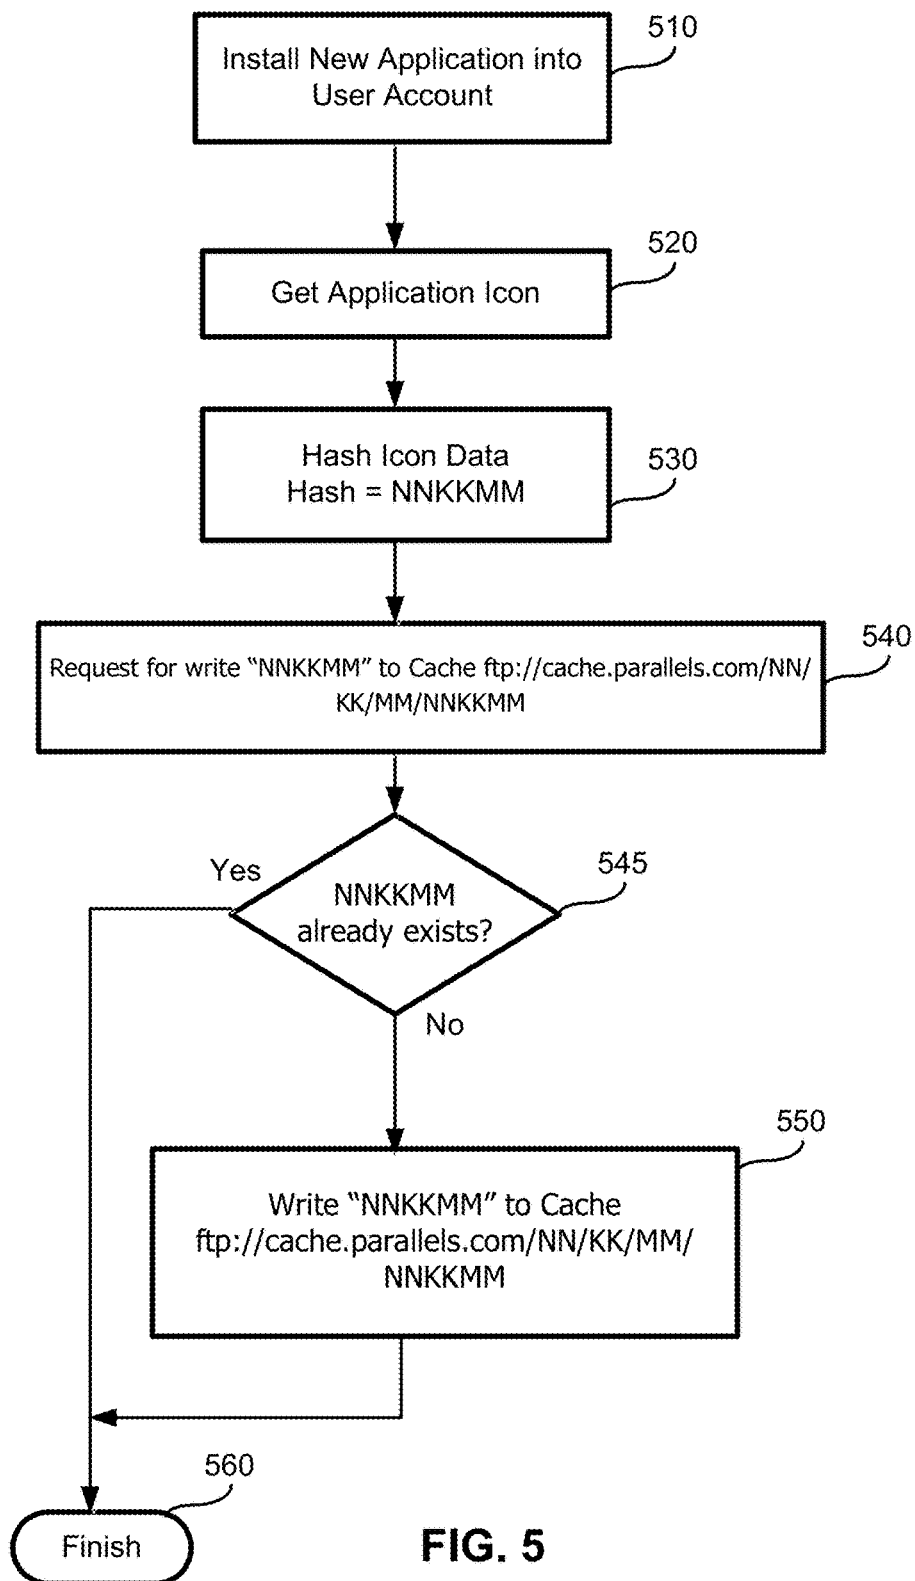 510
Install New Application into
User Account
520
Get Application Icon
530
Hash Icon Data
Hash = NNKKMM
540
Request for write “NNKKMM” to Cache ftp://cache.parallels.com/NN/
KK/MM/NNKKMM
Yes
545
NNKKMM
already exists?
No
550
Write “NNKKMM” to Cache
ftp://cache.parallels.com/NN/KK/MM/
NNKKMM
560
Finish
FIG. 5